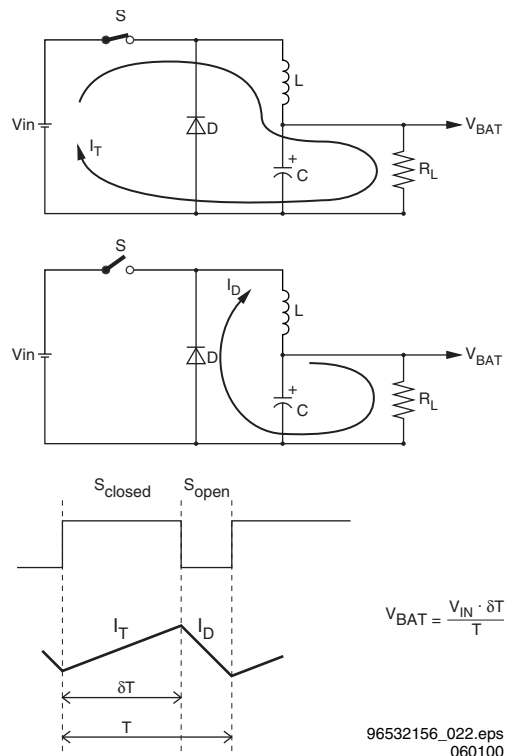 S
L
Vin
D
V_BAT
I_T
+
C
R_L
S
I_D
L
Vin
D
V_BAT
+
C
R_L
S_closed S_open
I_T I_D
V_BAT = V_IN · δT / T
δT
T
96532156_022.eps
060100